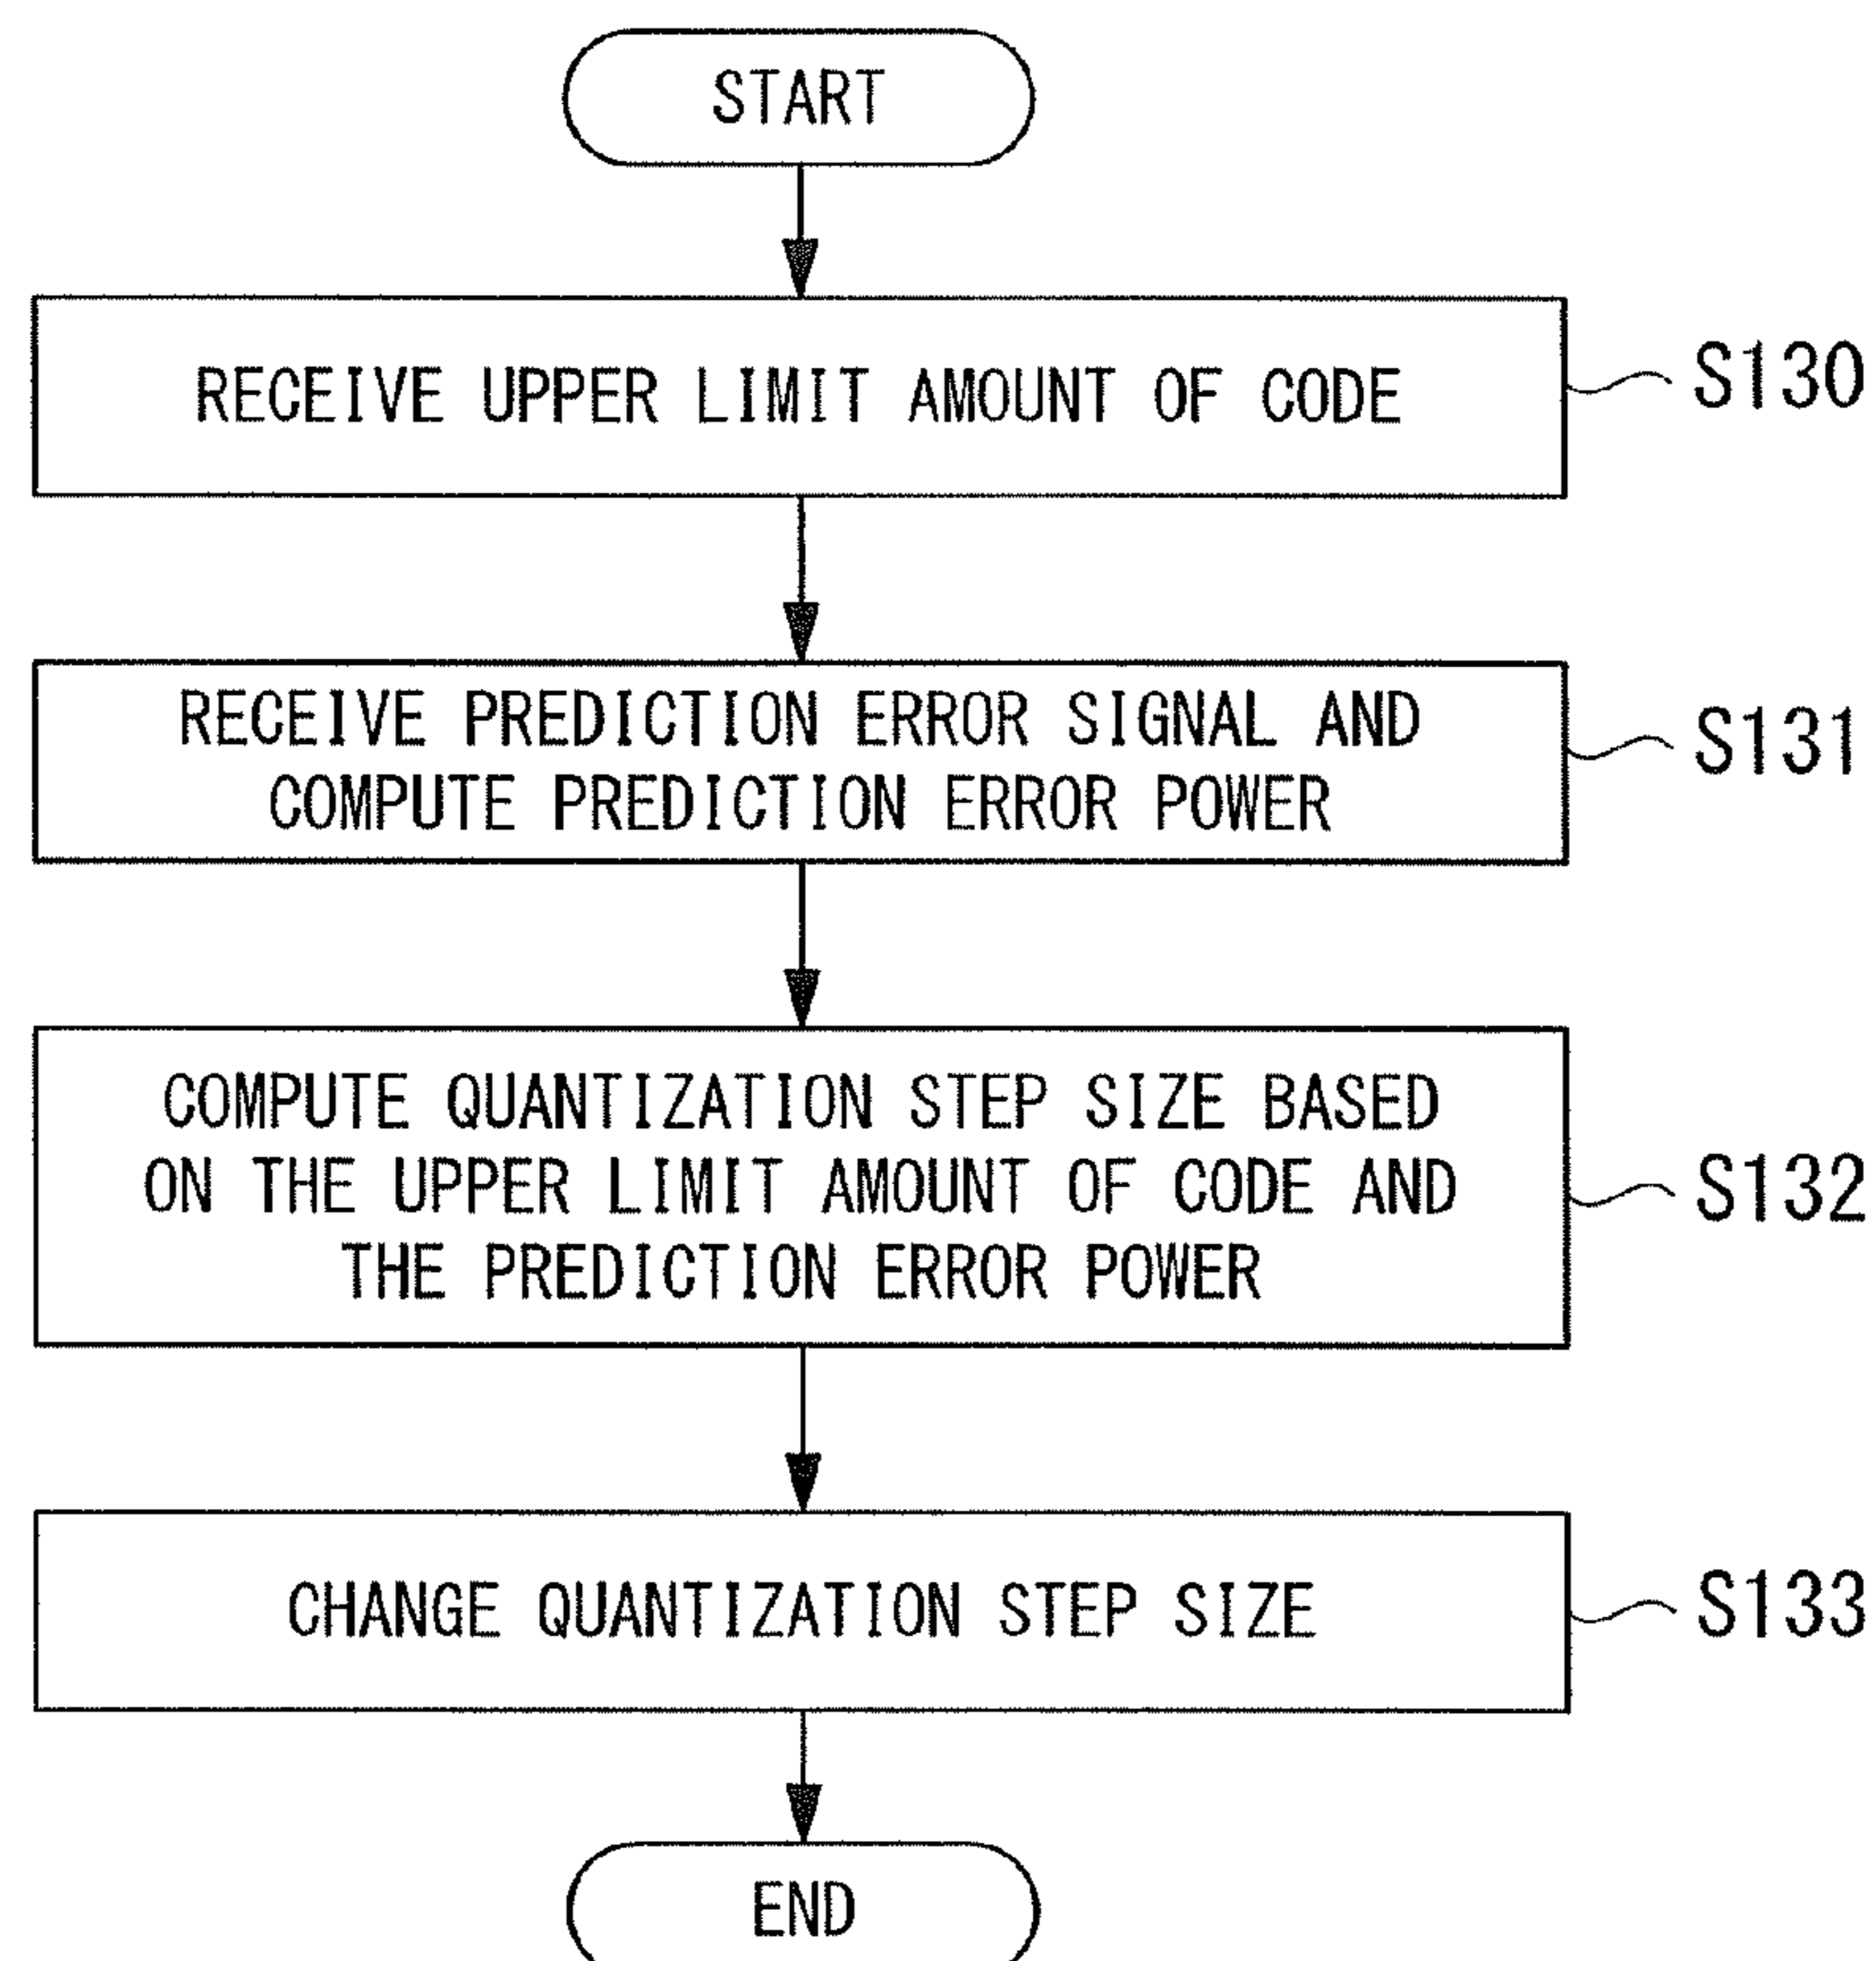 START
RECEIVE UPPER LIMIT AMOUNT OF CODE
S130
RECEIVE PREDICTION ERROR SIGNAL AND
COMPUTE PREDICTION ERROR POWER
S131
COMPUTE QUANTIZATION STEP SIZE BASED
ON THE UPPER LIMIT AMOUNT OF CODE AND
THE PREDICTION ERROR POWER
S132
CHANGE QUANTIZATION STEP SIZE
S133
END